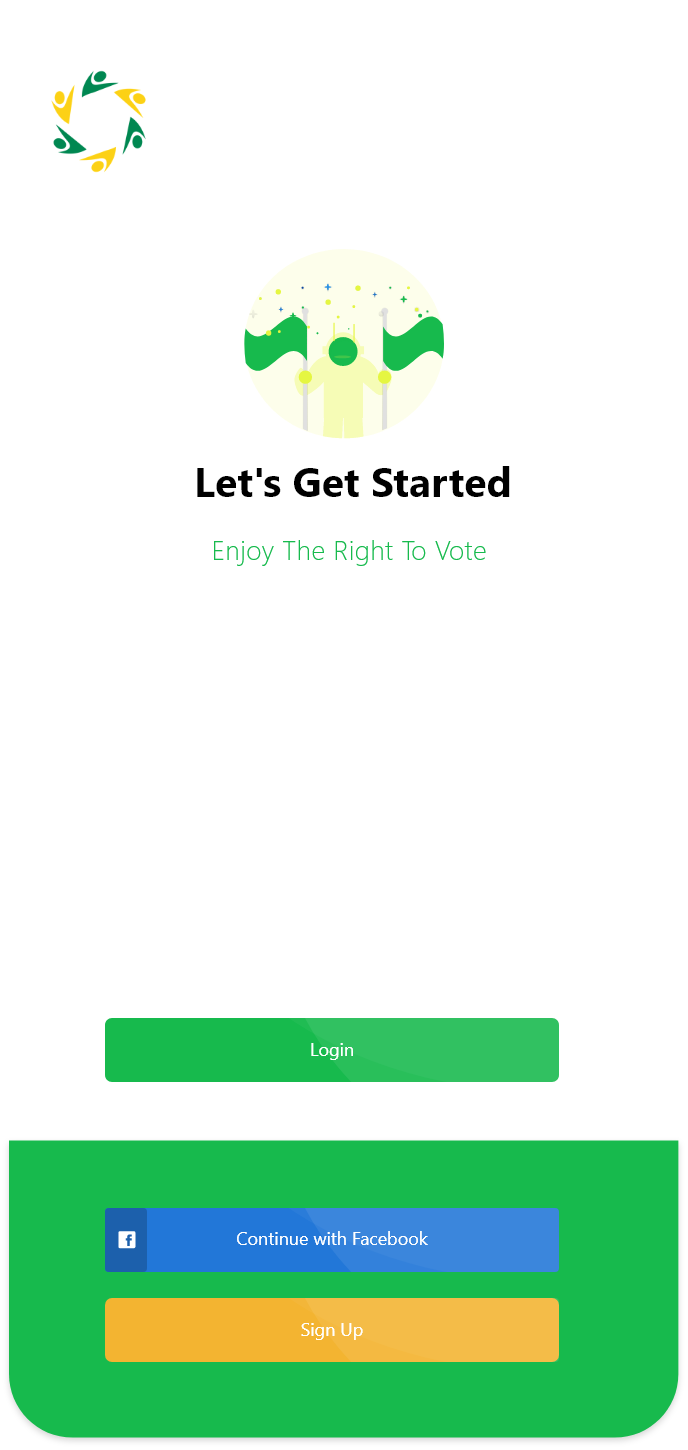 Let's Get Started
Enjoy The Right To Vote
Login
Continue with Facebook
Sign Up